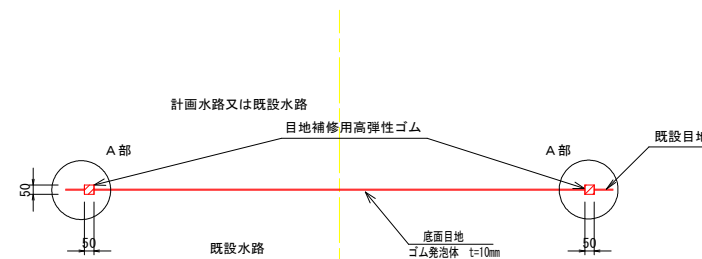 計画水路又は既設水路
目地補修用高弾性ゴム
A部
A部
既設目地
50
50
50
底面目地
ゴム発泡体 t=10mm
既設水路